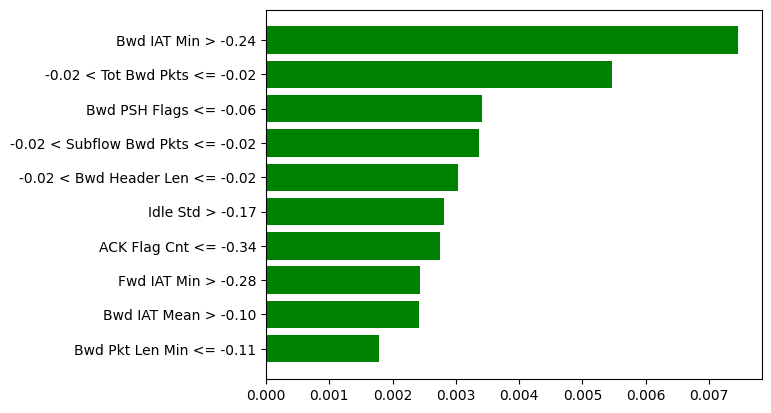 Bwd IAT Min > -0.24
-0.02 < Tot Bwd Pkts <= -0.02
Bwd PSH Flags <= -0.06
-0.02 < Subflow Bwd Pkts <= -0.02
-0.02 < Bwd Header Len <= -0.02
Idle Std > -0.17
ACK Flag Cnt <= -0.34
Fwd IAT Min > -0.28
Bwd IAT Mean > -0.10
Bwd Pkt Len Min <= -0.11
0.000 0.001 0.002 0.003 0.004 0.005 0.006 0.007